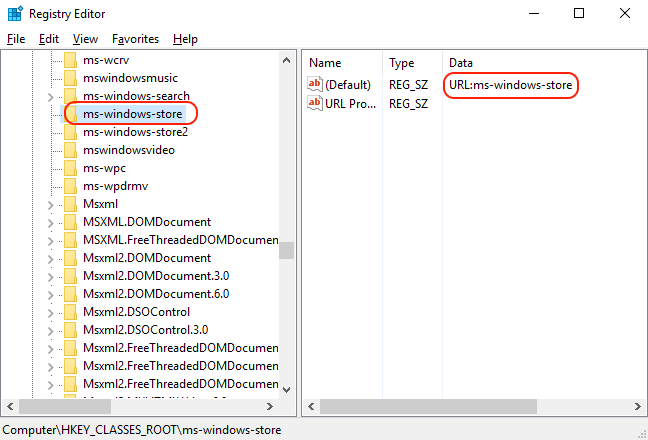 Registry Editor
File Edit View Favorites Help
ms-wcrv
mswindowsmusic
ms-windows-search
ms-windows-store
ms-windows-store2
mswindowsvideo
ms-wpc
ms-wpdrmv
Msxml
MSXML.DOMDocument
MSXML.FreeThreadedDOMDocumen
Msxml2.DOMDocument
Msxml2.DOMDocument.3.0
Msxml2.DOMDocument.6.0
Msxml2.DSOControl
Msxml2.DSOControl.3.0
Msxml2.FreeThreadedDOMDocumen
Msxml2.FreeThreadedDOMDocumen
Msxml2.FreeThreadedDOMDocumen
Name Type Data
(Default) REG_SZ URL:ms-windows-store
URL Pro... REG_SZ
Computer\HKEY_CLASSES_ROOT\ms-windows-store